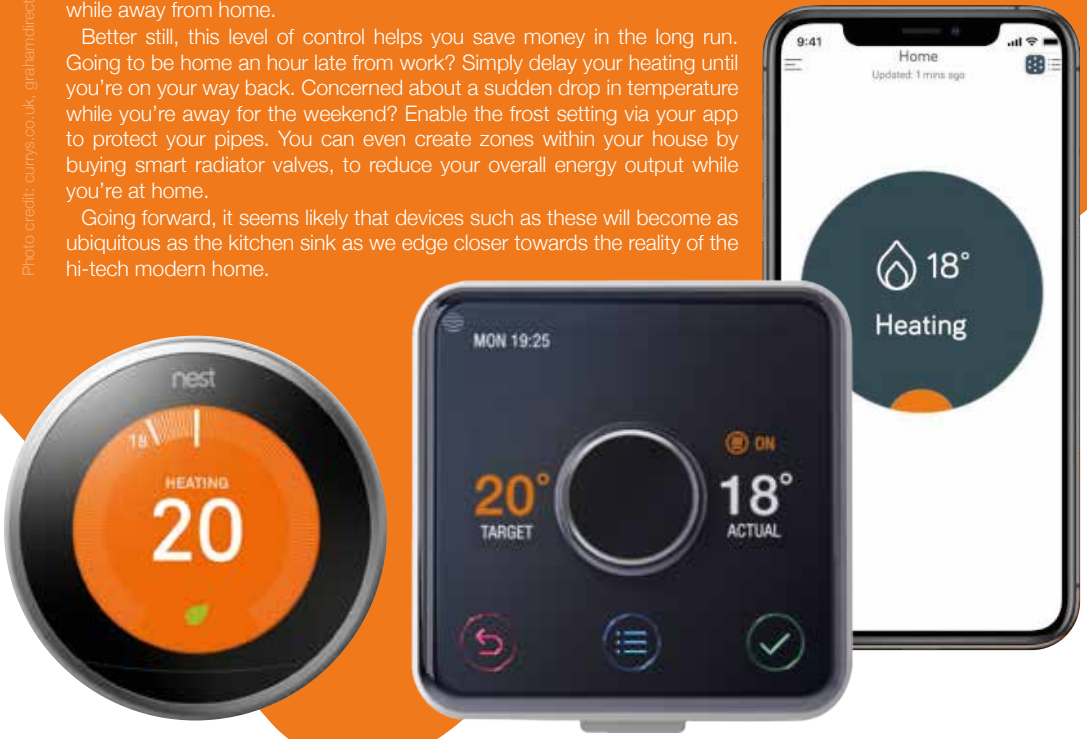 while away from home.
Better still, this level of control helps you save money in the long run.
Going to be home an hour late from work? Simply delay your heating until
you're on your way back. Concerned about a sudden drop in temperature
while you're away for the weekend? Enable the frost setting via your app
to protect your pipes. You can even create zones within your house by
buying smart radiator valves, to reduce your overall energy output while
you're at home.
Going forward, it seems likely that devices such as these will become as
ubiquitous as the kitchen sink as we edge closer towards the reality of the
hi-tech modern home.
Photo credit: currys.co.uk, grahamdirect
9:41
Home
Updated: 1 mins ago
18°
Heating
nest
18
HEATING
20
MON 19:25
ON
20°
TARGET
18°
ACTUAL